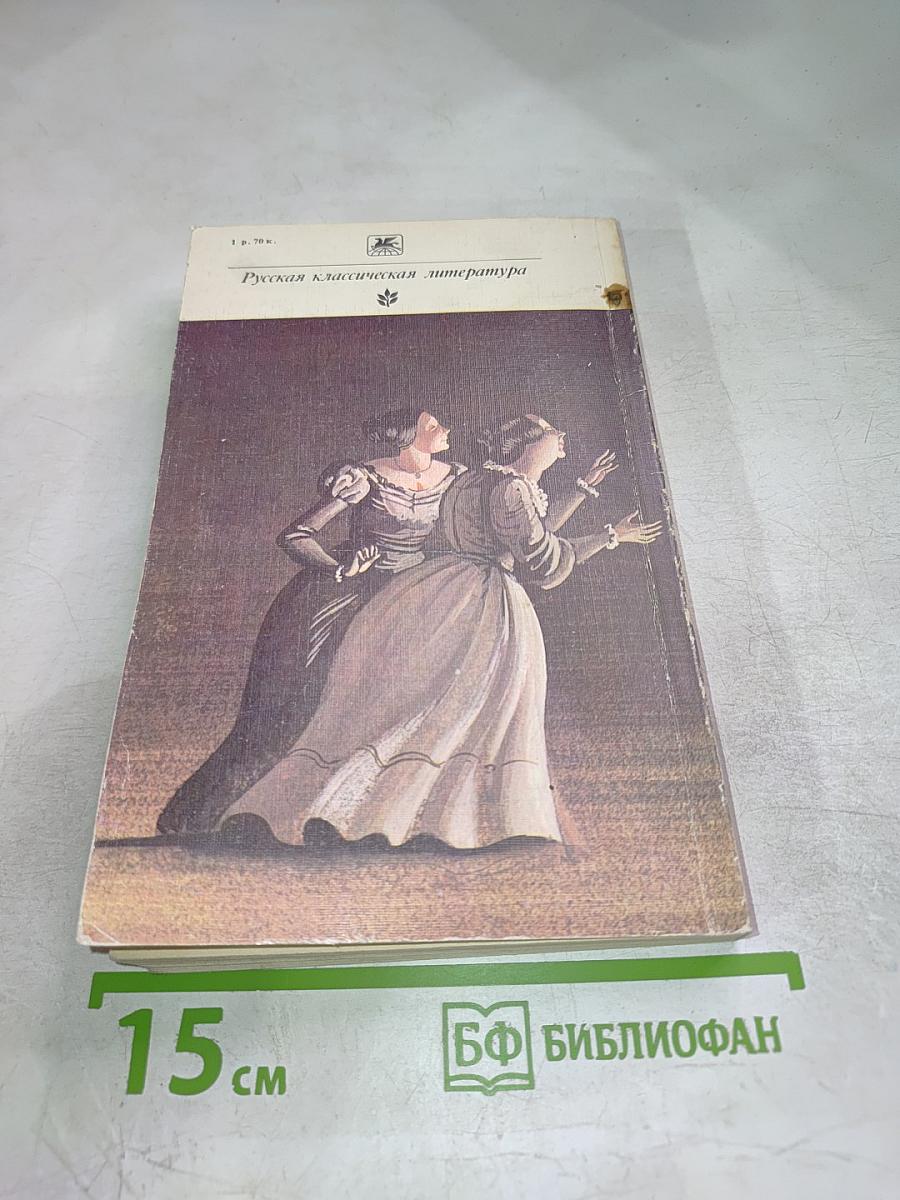 1 р. 70 к.
Русская классическая литература
15 см
БФ БИБЛИОФАН